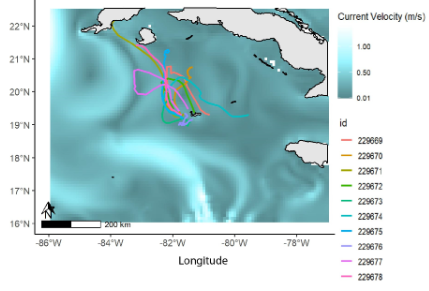 Current Velocity (m/s)
1.00
0.50
0.01
id
229669
229670
229671
229672
229673
229674
229675
229676
229677
229678
22°N
21°N
20°N
19°N
18°N
17°N
16°N
200 km
-86°W
-84°W
-82°W
-80°W
-78°W
Longitude